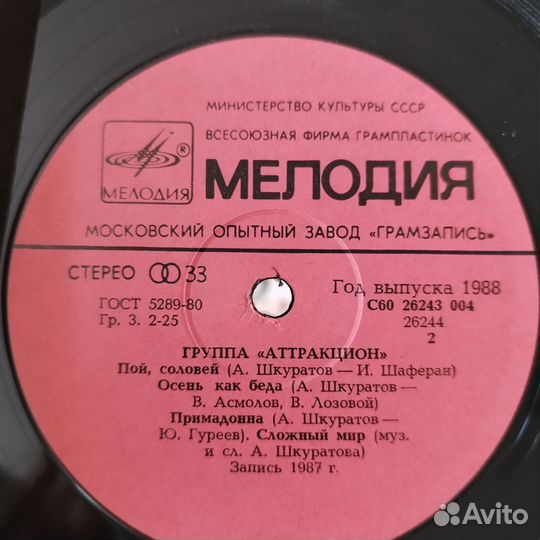 МИНИСТЕРСТВО КУЛЬТУРЫ СССР
ВСЕСОЮЗНАЯ ФИРМА ГРАМПЛАСТИНОК
®
МЕЛОДИЯ
МЕЛОДИЯ
МОСКОВСКИЙ ОПЫТНЫЙ ЗАВОД «ГРАМЗАПИСЬ»
СТЕРЕО 33
Год выпуска 1988
ГОСТ 5289-80
С60 26243 004
Гр. 3. 2-25
26244
2
ГРУППА «АТТРАКЦИОН»
Пой, соловей (А. Шкуратов — И. Шаферан)
Осень как беда (А. Шкуратов —
В. Асмолов, В. Лозовой)
Примадонна (А. Шкуратов —
Ю. Гуреев). Сложный мир (муз.
и сл. А. Шкуратова)
Запись 1987 г.
Avito